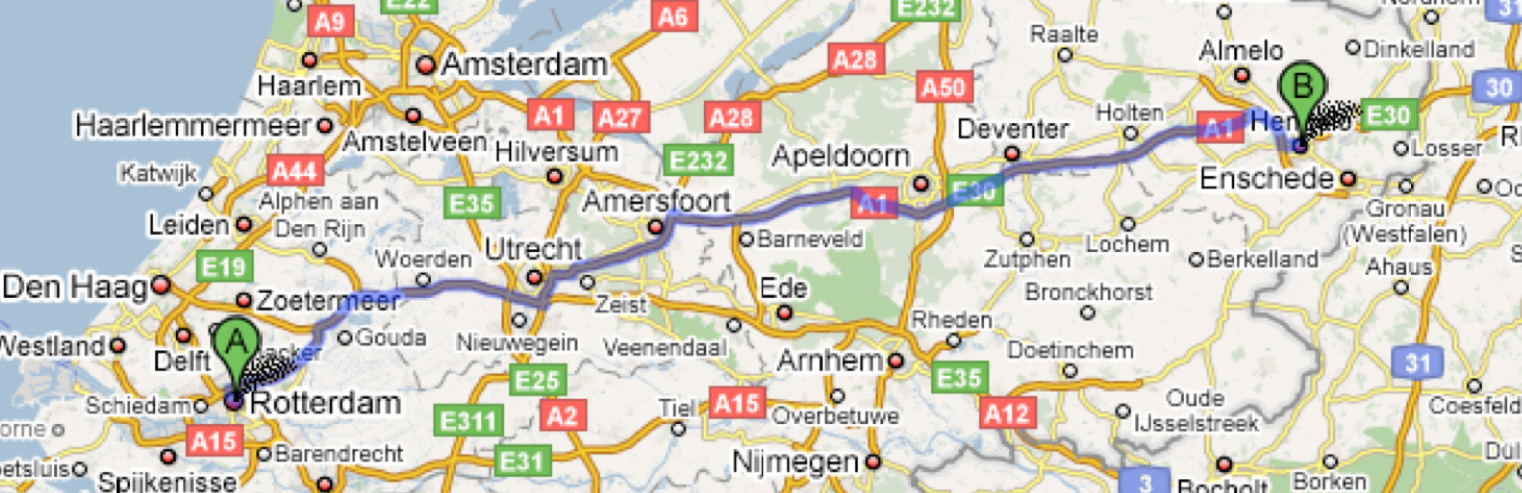 E22
A9
A6
E232
31
Raalte
Almelo
Dinkelland
Haarlem
Amsterdam
A28
A50
B
30
Haarlemmermeer
A1
A27
A28
Holten
A1
E30
Amstelveen
Hilversum
Deventer
Losser
Katwijk
A44
E232
Apeldoorn
Enschede
Leiden
Alphen aan
Den Rijn
E35
Amersfoort
A1
E30
Gronau
(Westfalen)
Utrecht
Barneveld
Zutphen
Lochem
Berkelland
E19
Woerden
Ahaus
Den Haag
Zoetermeer
Zeist
Ede
Bronckhorst
Westland
Delft
A
Gouda
Nieuwegein
Veenendaal
Rheden
Arnhem
Doetinchem
31
Schiedam
Rotterdam
E25
E35
Tiel
A15
Overbetuwe
A12
Oude
IJsselstreek
Coesfeld
A15
E311
A2
Barendrecht
E31
Nijmegen
3
Spijkenisse
Bocholt
Borken